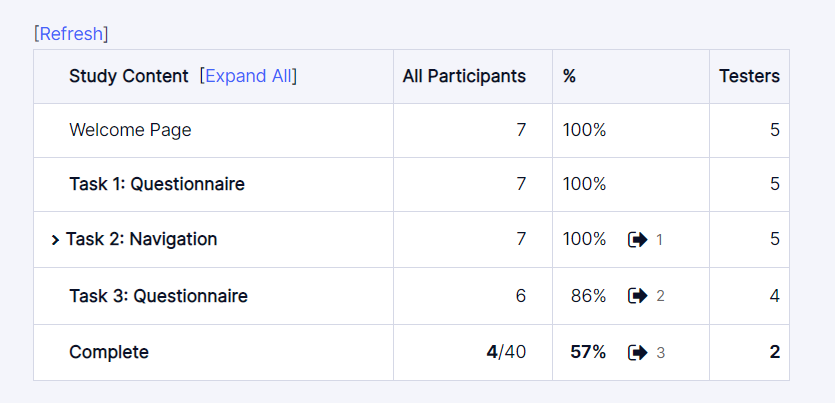 [Refresh]
Study Content [Expand All] All Participants % Testers
Welcome Page 7 100% 5
Task 1: Questionnaire 7 100% 5
Task 2: Navigation 7 100% 1 5
Task 3: Questionnaire 6 86% 2 4
Complete 4/40 57% 3 2